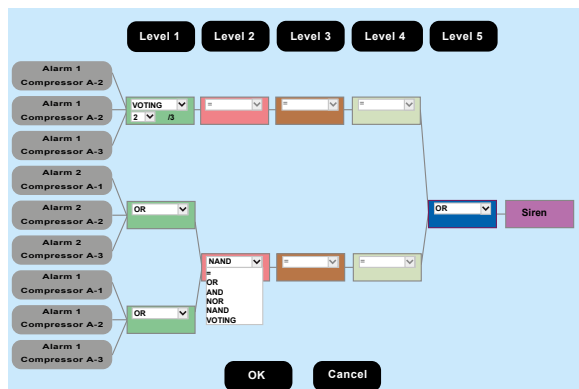 Level 1 Level 2 Level 3 Level 4 Level 5
Alarm 1
Compressor A-2
Alarm 1
Compressor A-2
VOTING = = =
2 /3
Alarm 1
Compressor A-3
Alarm 2
Compressor A-1
Alarm 2
Compressor A-2
OR
OR
Siren
Alarm 2
Compressor A-3
NAND = =
=
OR
AND
NOR
NAND
VOTING
Alarm 1
Compressor A-1
Alarm 1
Compressor A-2
OR
Alarm 1
Compressor A-3
OK Cancel